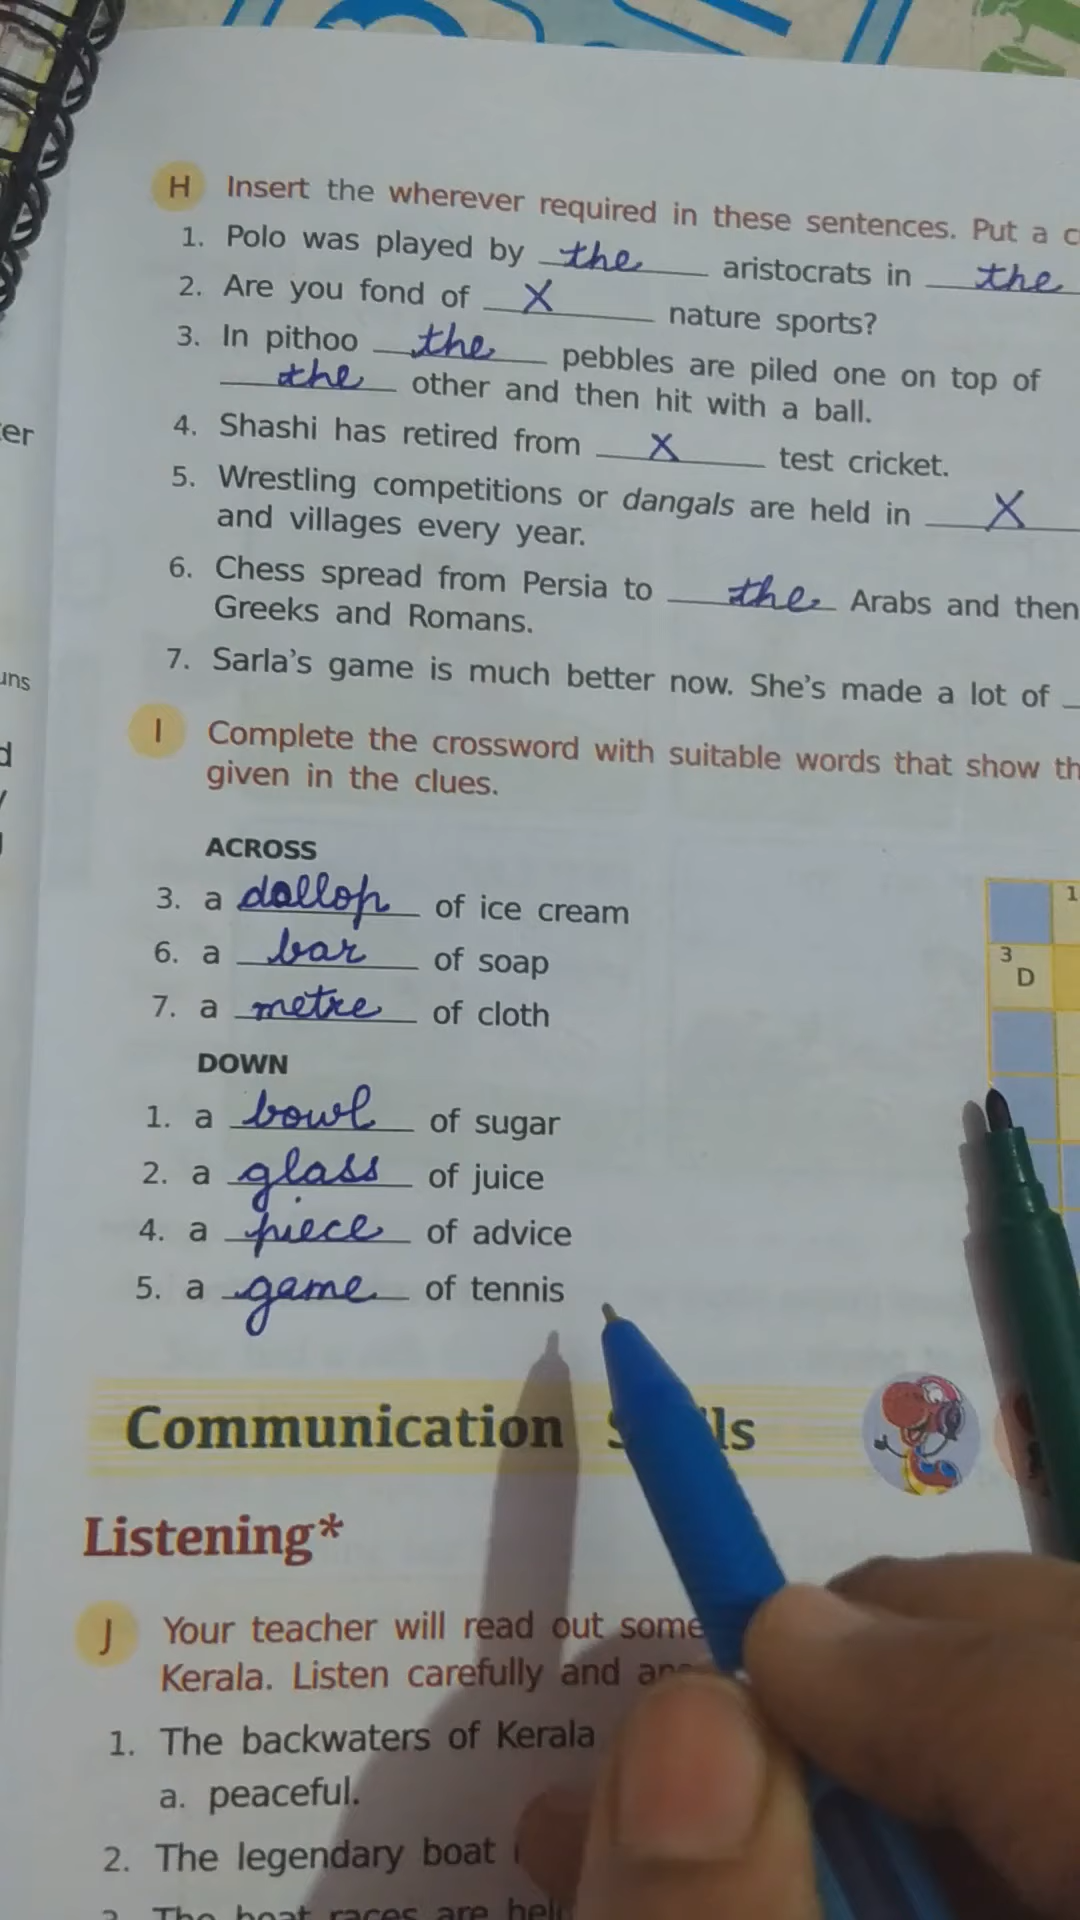 H Insert the wherever required in these sentences. Put a
1. Polo was played by the aristocrats in the
2. Are you fond of X nature sports?
3. In pithoo the pebbles are piled one on top of
the other and then hit with a ball.
4. Shashi has retired from X test cricket.
5. Wrestling competitions or dangals are held in X
and villages every year.
6. Chess spread from Persia to the Arabs and then
Greeks and Romans.
7. Sarla's game is much better now. She's made a lot of
I Complete the crossword with suitable words that show
given in the clues.
ACROSS
3. a dollop of ice cream
6. a bar of soap
7. a metre of cloth
DOWN
1. a bowl of sugar
2. a glass of juice
4. a piece of advice
5. a game of tennis
1
3
D
Communication
Listening*
J Your teacher will read out some
Kerala. Listen carefully and
1. The backwaters of Kerala
a. peaceful.
2. The legendary boat
The boat races are